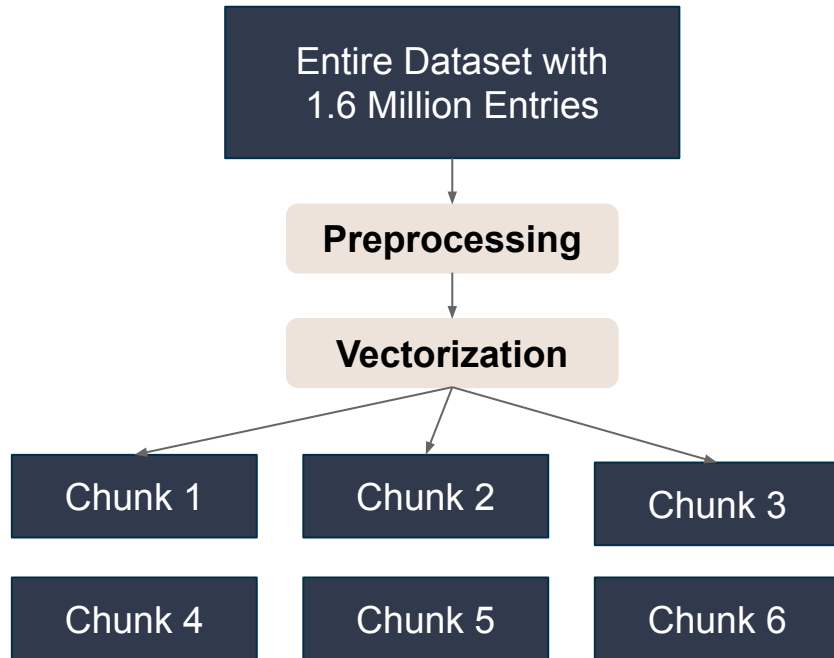 Entire Dataset with
1.6 Million Entries
Preprocessing
Vectorization
Chunk 1
Chunk 2
Chunk 3
Chunk 4
Chunk 5
Chunk 6